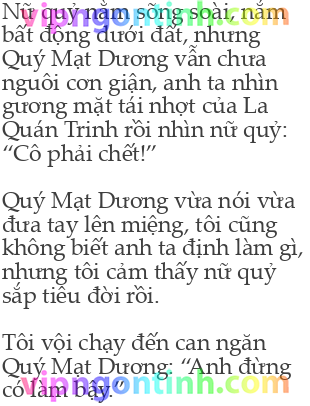 Nữ quỷ nằm sõng soài, nằm
bất động dưới đất, nhưng
Quý Mạt Dương vẫn chưa
nguôi cơn giận, anh ta nhìn
gương mặt tái nhợt của La
Quán Trinh rồi nhìn nữ quỷ:
“Cô phải chết!”
Quý Mạt Dương vừa nói vừa
đưa tay lên miệng, tôi cũng
không biết anh ta định làm gì,
nhưng tôi cảm thấy nữ quỷ
sắp tiêu đời rồi.
Tôi vội chạy đến can ngăn
Quý Mạt Dương: “Anh đừng
có làm bậy.”
vipngontinh.com
vipngontinh.com
vipngontinh.com